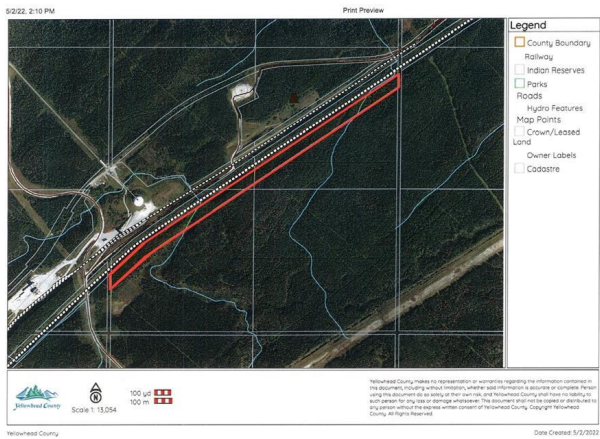 5/2/22, 2:10 PM
Print Preview
Legend
County Boundary
Railway
Indian Reserves
Parks
Roads
Hydro Features
Map Points
Crown/Leased
Land
Owner Labels
Cadastre
Yellowhead County
Scale 1: 13,054
100 yd
100 m
Yellowhead County makes no representation or warranties regarding the information contained in
this document, including without limitation, whether said information is accurate or complete. Person
using this document do so solely at their own risk, and Yellowhead County shall have no liability to
such person for any loss or damage whatsoever. This document shall not be copied or distributed to
any person without the express written consent of Yellowhead County. Copyright Yellowhead
County. All Rights Reserved.
Yellowhead County
Date Created: 5/2/2022